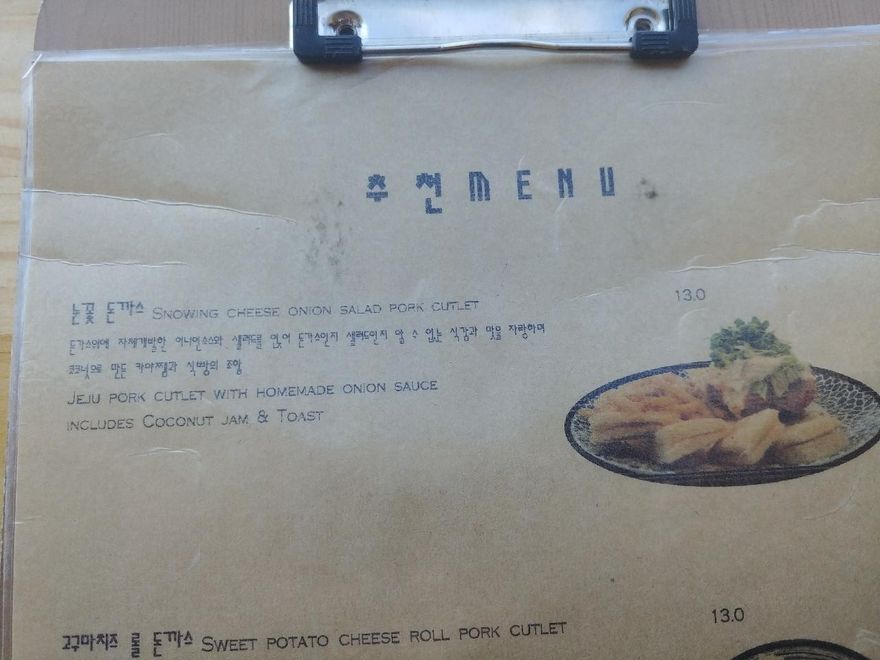 추천MENU
눈꽃 돈까스 SNOWING CHEESE ONION SALAD PORK CUTLET 13.0
돈까스위에 자체개발한 어니언소스와 샐러드를 얹어 돈까스인지 샐러드인지 알 수 없는 식감과 맛을 자랑하며
코코넛으로 만든 카야쨈과 식빵의 조합
JEJU PORK CUTLET WITH HOMEMADE ONION SAUCE
INCLUDES COCONUT JAM & TOAST
고구마치즈 롤 돈까스 SWEET POTATO CHEESE ROLL PORK CUTLET 13.0